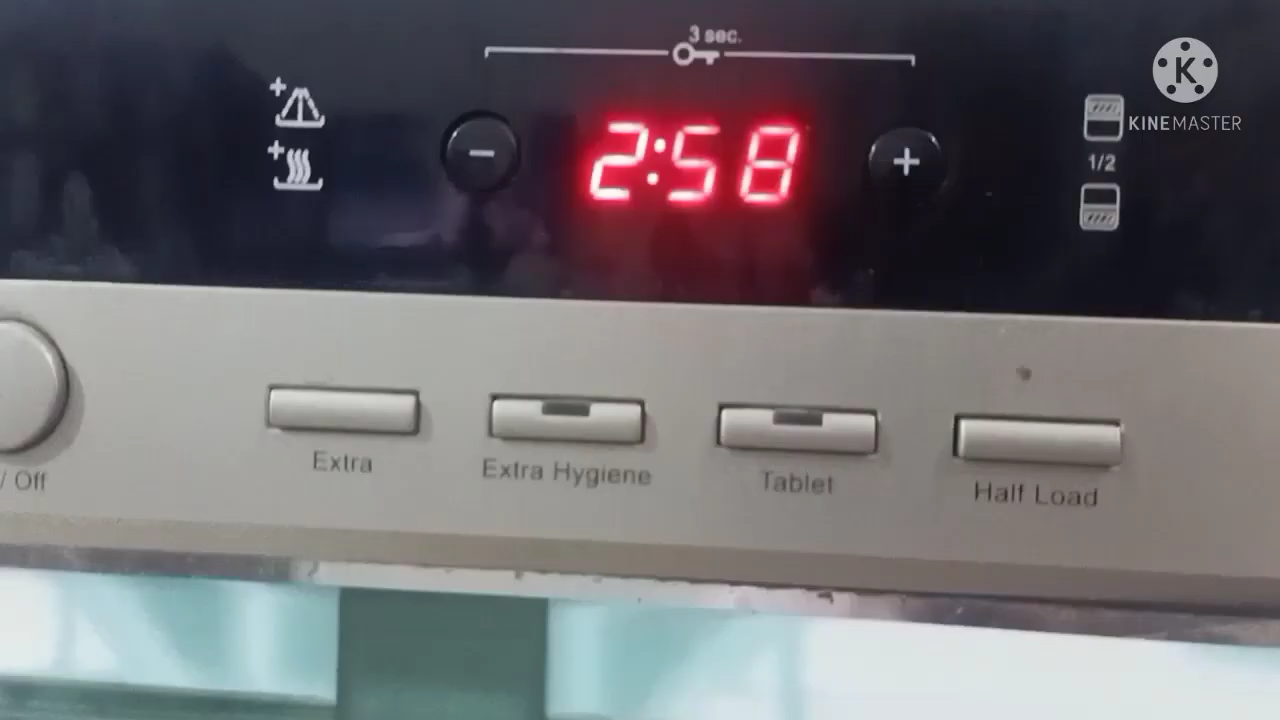 3 sec.
K
KINEMASTER
− 2:58 +
1/2
/ Off
Extra
Extra Hygiene
Tablet
Half Load